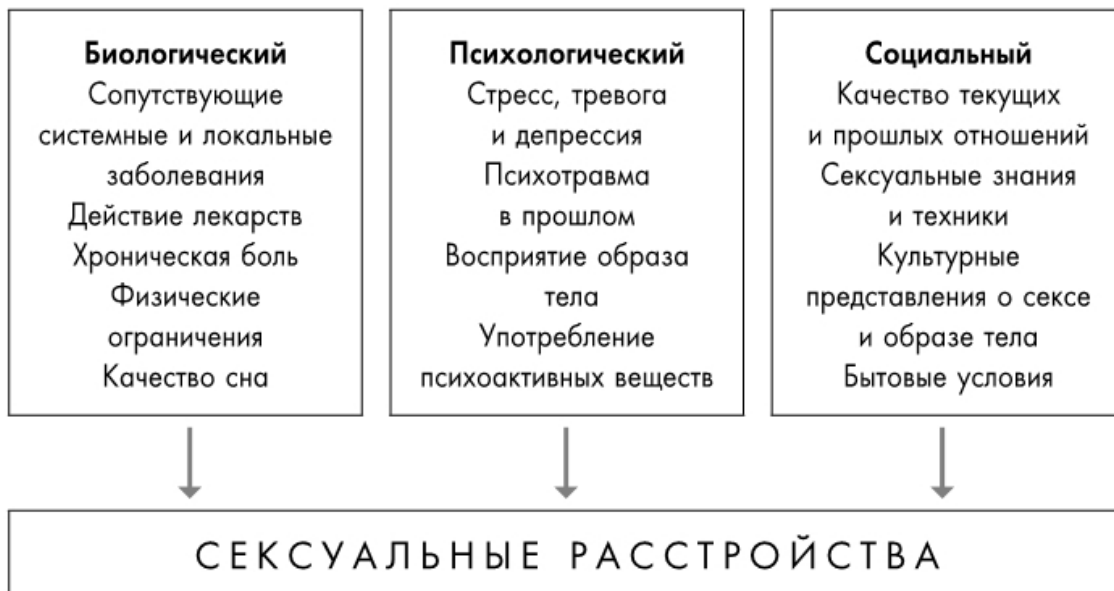 Биологический
Сопутствующие
системные и локальные
заболевания
Действие лекарств
Хроническая боль
Физические
ограничения
Качество сна
Психологический
Стресс, тревога
и депрессия
Психотравма
в прошлом
Восприятие образа
тела
Употребление
психоактивных веществ
Социальный
Качество текущих
и прошлых отношений
Сексуальные знания
и техники
Культурные
представления о сексе
и образе тела
Бытовые условия
СЕКСУАЛЬНЫЕ РАССТРОЙСТВА